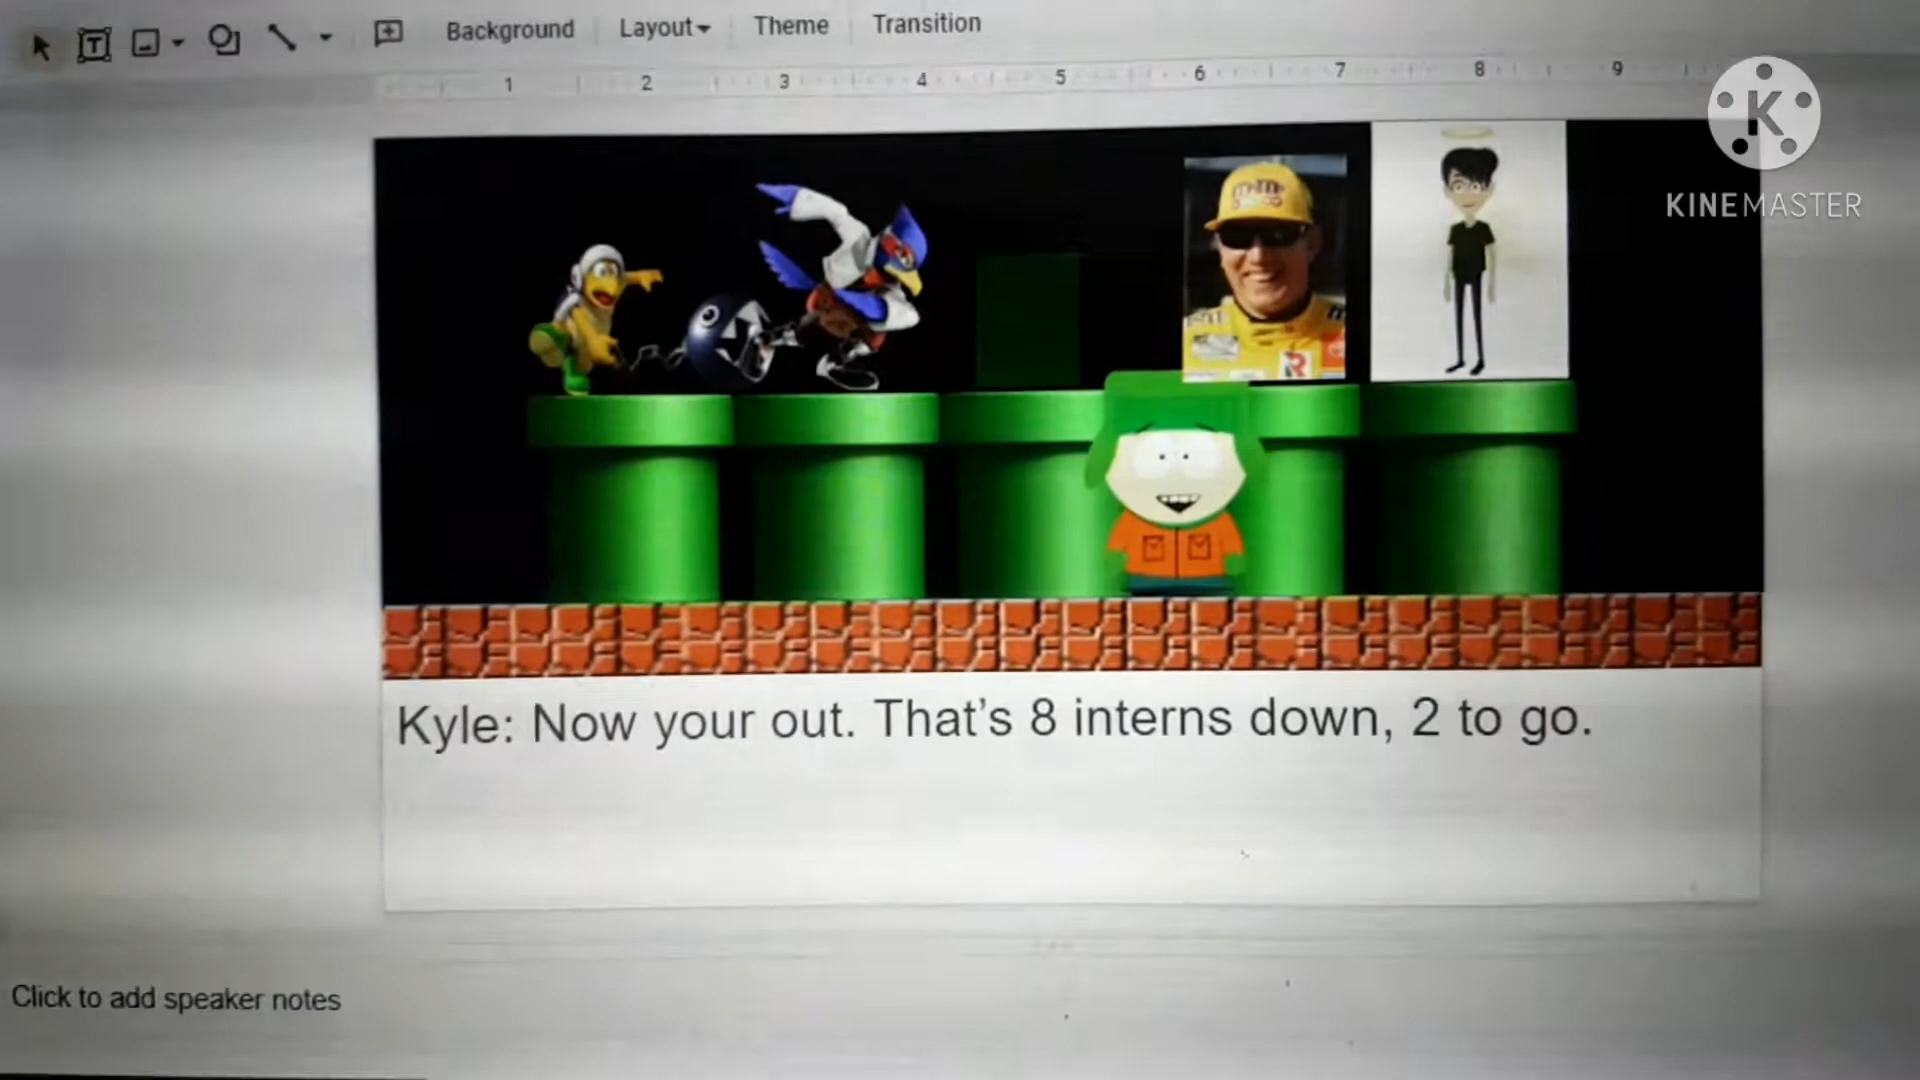 Background Layout Theme Transition
1 2 3 4 5 6 7 8 9
K
KINEMASTER
m&m's
Kyle: Now your out. That's 8 interns down, 2 to go.
Click to add speaker notes